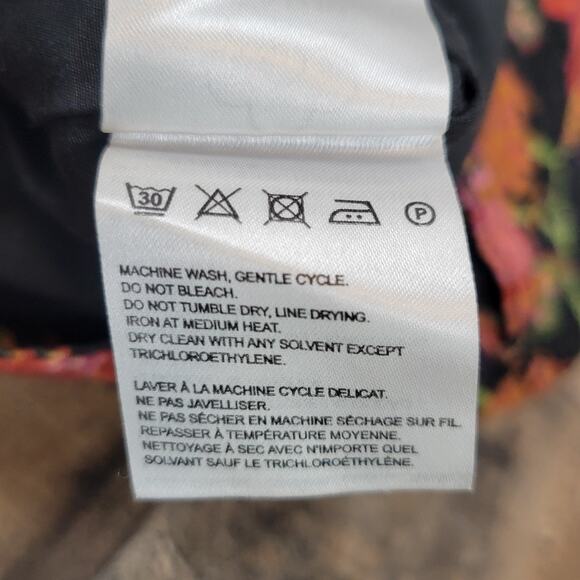 30
P
MACHINE WASH, GENTLE CYCLE.
DO NOT BLEACH.
DO NOT TUMBLE DRY, LINE DRYING.
IRON AT MEDIUM HEAT.
DRY CLEAN WITH ANY SOLVENT EXCEPT
TRICHLOROETHYLENE.
LAVER À LA MACHINE CYCLE DELICAT.
NE PAS JAVELLISER.
NE PAS SÉCHER EN MACHINE SÉCHAGE SUR FIL.
REPASSER À TEMPÉRATURE MOYENNE.
NETTOYAGE À SEC AVEC N'IMPORTE QUEL
SOLVANT SAUF LE TRICHLOROÉTHYLÈNE.